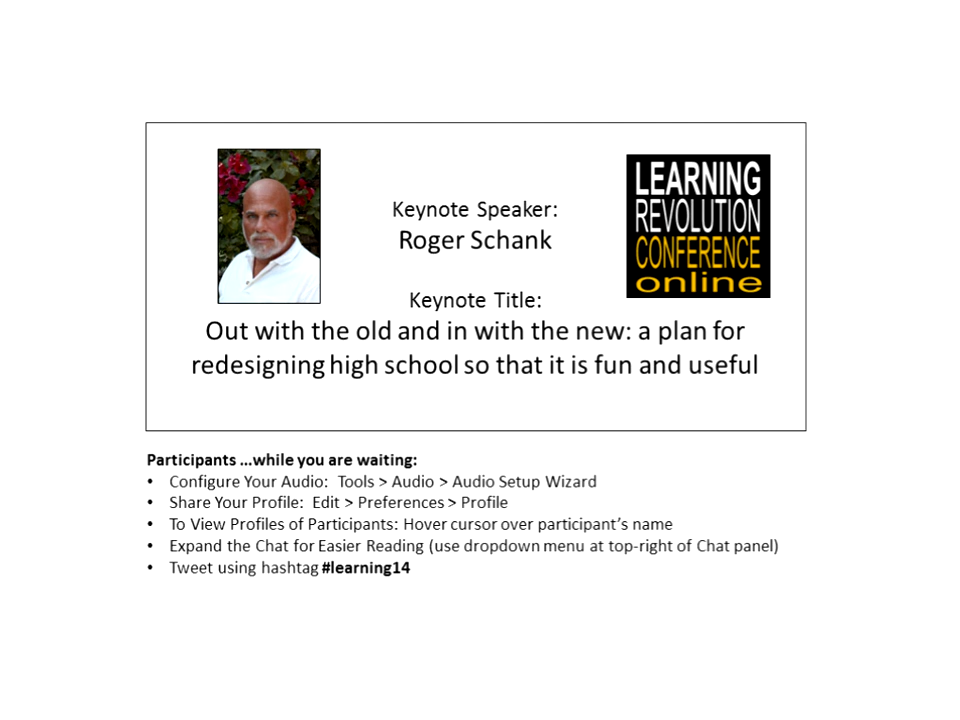 LEARNING
REVOLUTION
CONFERENCE
online
Keynote Speaker:
Roger Schank
Keynote Title:
Out with the old and in with the new: a plan for
redesigning high school so that it is fun and useful
Participants ...while you are waiting:
• Configure Your Audio:  Tools > Audio > Audio Setup Wizard
• Share Your Profile:  Edit > Preferences > Profile
• To View Profiles of Participants: Hover cursor over participant’s name
• Expand the Chat for Easier Reading (use dropdown menu at top-right of Chat panel)
• Tweet using hashtag #learning14